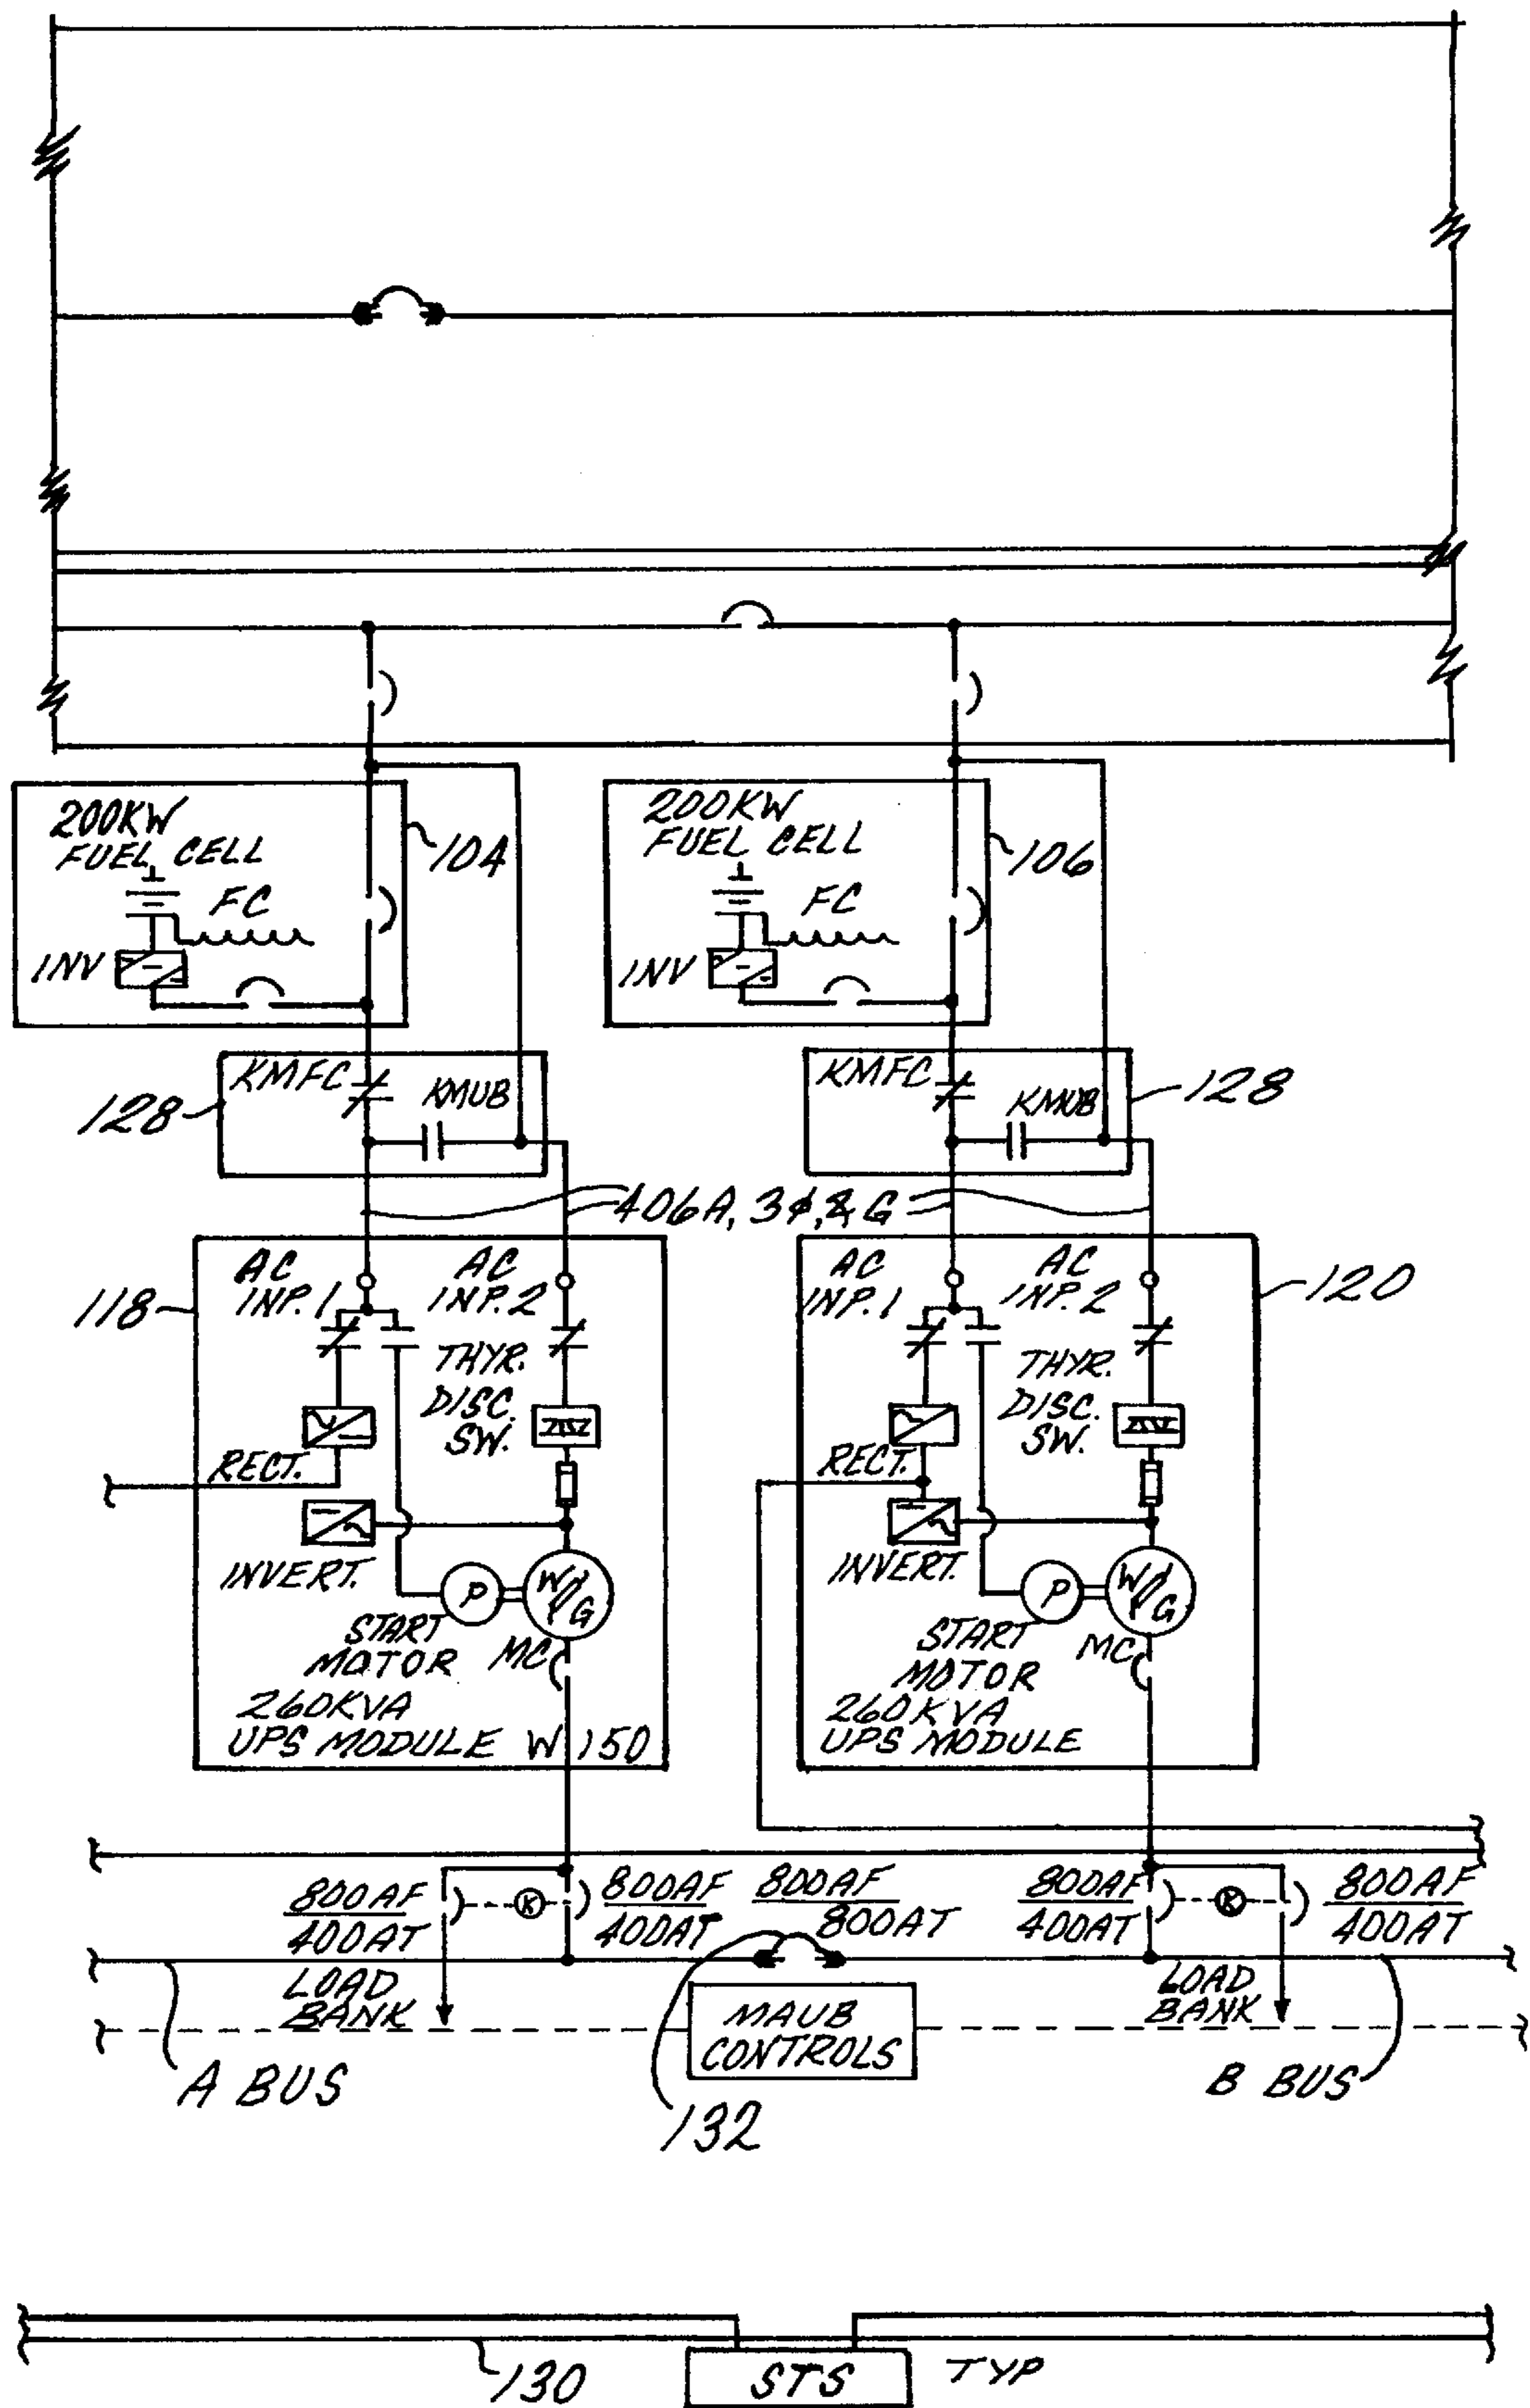 200KW
FUEL CELL
FC
INV
104
200KW
FUEL CELL
FC
INV
106
KMFC
KMUB
128
KMFC
KMUB
128
406A, 3ϕ, & G
AC
INP. 1
AC
INP. 2
118
THYR.
DISC.
SW.
RECT.
INVERT.
P
W/G
START
MOTOR
MC
260KVA
UPS MODULE W 150
AC
INP. 1
AC
INP. 2
120
THYR.
DISC.
SW.
RECT.
INVERT.
P
W/G
START
MOTOR
MC
260KVA
UPS MODULE
800AF
400AT
K
800AF
400AT
800AF
800AT
800AF
400AT
K
800AF
400AT
LOAD
BANK
LOAD
BANK
MAUB
CONTROLS
A BUS
B BUS
132
130
STS
TYP